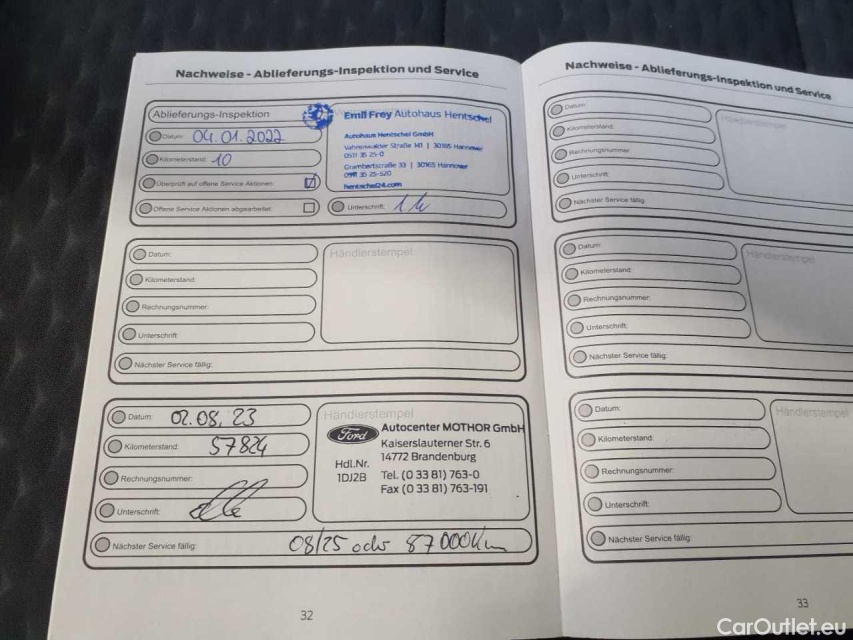 Nachweise - Ablieferungs-Inspektion und Service
Ablieferungs-Inspektion
Datum: 04.01.2022
Kilometerstand: 10
Überprüft auf offene Service Aktionen:
Offene Service Aktionen abgearbeitet:
Emil Frey Autohaus Hentschel
Autohaus Hentschel GmbH
Vahrenwalder Straße 141 | 30165 Hannover
0511 35 25-0
Grambartstraße 33 | 30165 Hannover
35 25-520
hentschel24.com
Unterschrift:
Datum:
Kilometerstand:
Rechnungsnummer:
Unterschrift:
Nächster Service fällig:
Händlerstempel
Datum: 02.08.23
Kilometerstand: 57824
Rechnungsnummer:
Unterschrift:
Nächster Service fällig: 08/25 oder 87000Km
Händlerstempel
Ford
Hdl.Nr.
1DJ2B
Autocenter MOTHOR GmbH
Kaiserslauterner Str. 6
14772 Brandenburg
Tel. (0 33 81) 763-0
Fax (0 33 81) 763-191
32
Nachweise - Ablieferungs-Inspektion und Service
Datum:
Kilometerstand:
Rechnungsnummer:
Unterschrift:
Nächster Service fällig:
Händlerstempel
Datum:
Kilometerstand:
Rechnungsnummer:
Unterschrift:
Nächster Service fällig:
Händlerstempel
Datum:
Kilometerstand:
Rechnungsnummer:
Unterschrift:
Nächster Service fällig:
Händlerstempel
33
CarOutlet.eu